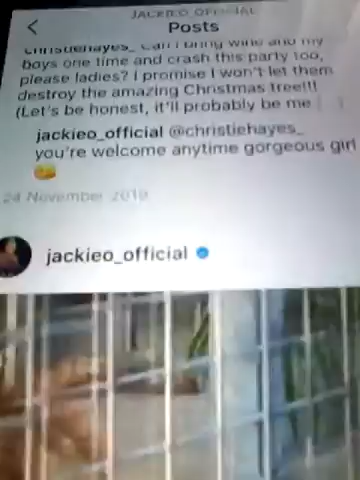 JACKIEO_OFFICIAL
Posts
christiehayes_ Can I bring wine and my
boys one time and crash this party too,
please ladies? I promise I won't let them
destroy the amazing Christmas tree!!!
(Let's be honest, it'll probably be me
jackieo_official @christiehayes_
you're welcome anytime gorgeous girl
24 November 2019
jackieo_official